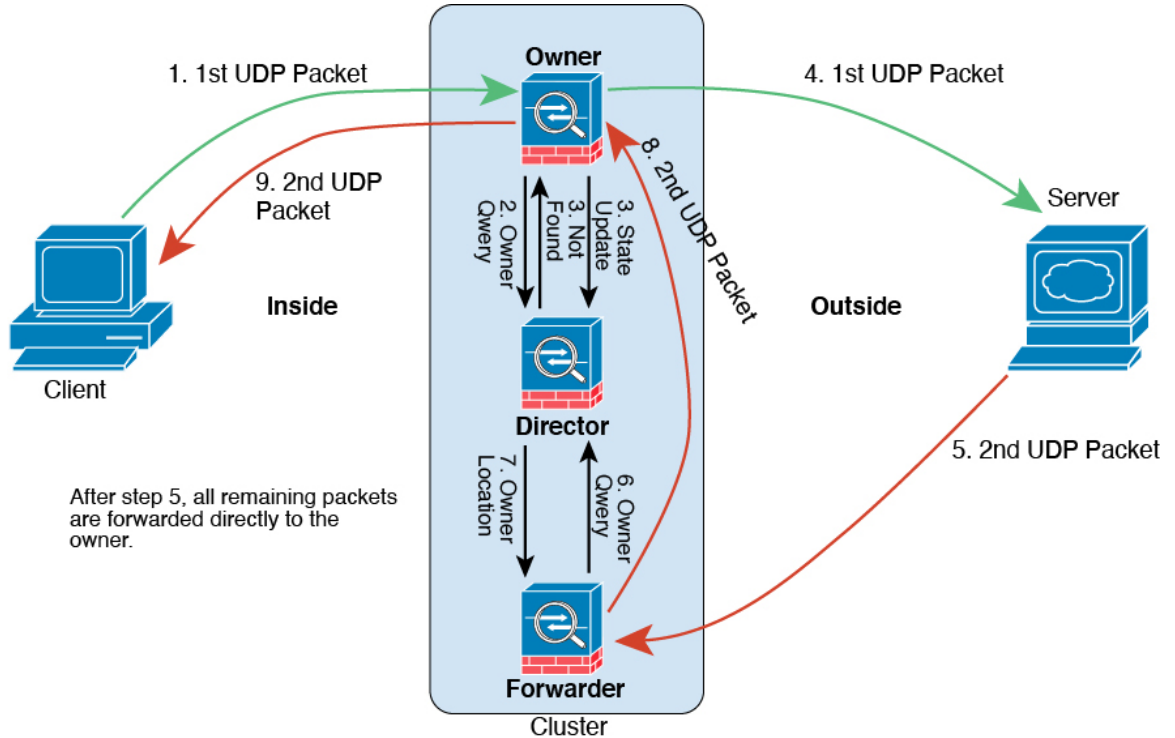 Owner
1. 1st UDP Packet
4. 1st UDP Packet
9. 2nd UDP
Packet
2. Owner
Qwery
3. Not
Found
3. State
Update
8. 2nd UDP Packet
Server
Inside
Outside
Client
Director
5. 2nd UDP Packet
7. Owner
Location
6. Owner
Qwery
After step 5, all remaining packets
are forwarded directly to the
owner.
Forwarder
Cluster